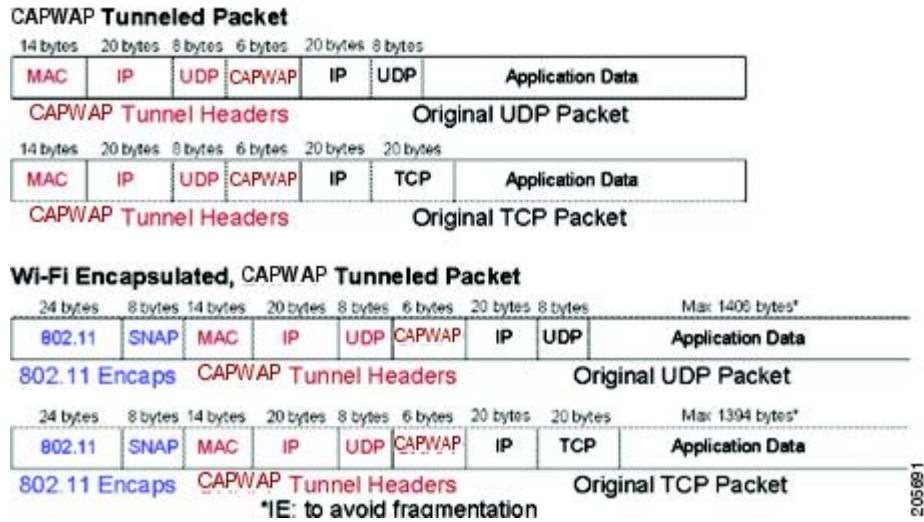 CAPWAP Tunneled Packet
14 bytes 20 bytes 8 bytes 6 bytes 20 bytes 8 bytes
MAC IP UDP CAPWAP IP UDP Application Data
CAPWAP Tunnel Headers Original UDP Packet
14 bytes 20 bytes 8 bytes 6 bytes 20 bytes 20 bytes
MAC IP UDP CAPWAP IP TCP Application Data
CAPWAP Tunnel Headers Original TCP Packet
Wi-Fi Encapsulated, CAPWAP Tunneled Packet
24 bytes 8 bytes 14 bytes 20 bytes 8 bytes 6 bytes 20 bytes 8 bytes Max 1406 bytes*
802.11 SNAP MAC IP UDP CAPWAP IP UDP Application Data
802.11 Encaps CAPWAP Tunnel Headers Original UDP Packet
24 bytes 8 bytes 14 bytes 20 bytes 8 bytes 6 bytes 20 bytes 20 bytes Max 1394 bytes*
802.11 SNAP MAC IP UDP CAPWAP IP TCP Application Data
802.11 Encaps CAPWAP Tunnel Headers Original TCP Packet
*IE: to avoid fragmentation
205691